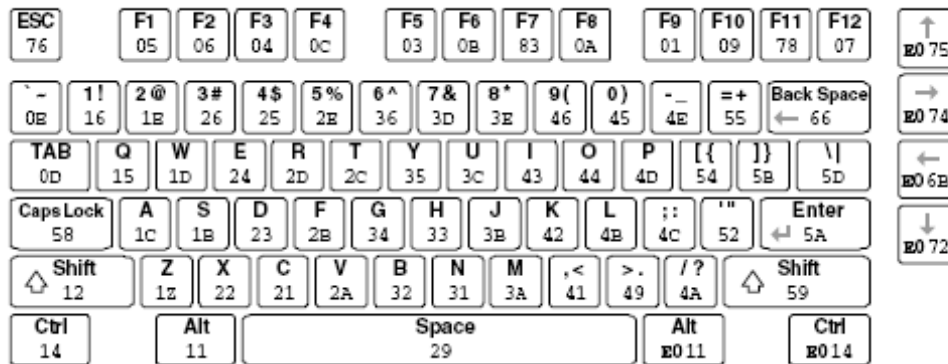 ESC F1 F2 F3 F4 F5 F6 F7 F8 F9 F10 F11 F12 ↑
76 05 06 04 0C 03 0B 83 0A 01 09 78 07 E0 75
` ~ 1! 2@ 3# 4$ 5% 6^ 7& 8* 9( 0) -_ =+ Back Space →
0E 16 1E 26 25 2E 36 3D 3E 46 45 4E 55 ← 66 E0 74
TAB Q W E R T Y U I O P [{ ]} \| ←
0D 15 1D 24 2D 2C 35 3C 43 44 4D 54 5B 5D E0 6B
Caps Lock A S D F G H J K L ;: '" Enter ↓
58 1C 1B 23 2B 34 33 3B 42 4B 4C 52 ↵ 5A E0 72
⇧ Shift Z X C V B N M ,< >. /? ⇧ Shift
12 1Z 22 21 2A 32 31 3A 41 49 4A 59
Ctrl Alt Space Alt Ctrl
14 11 29 E0 11 E0 14